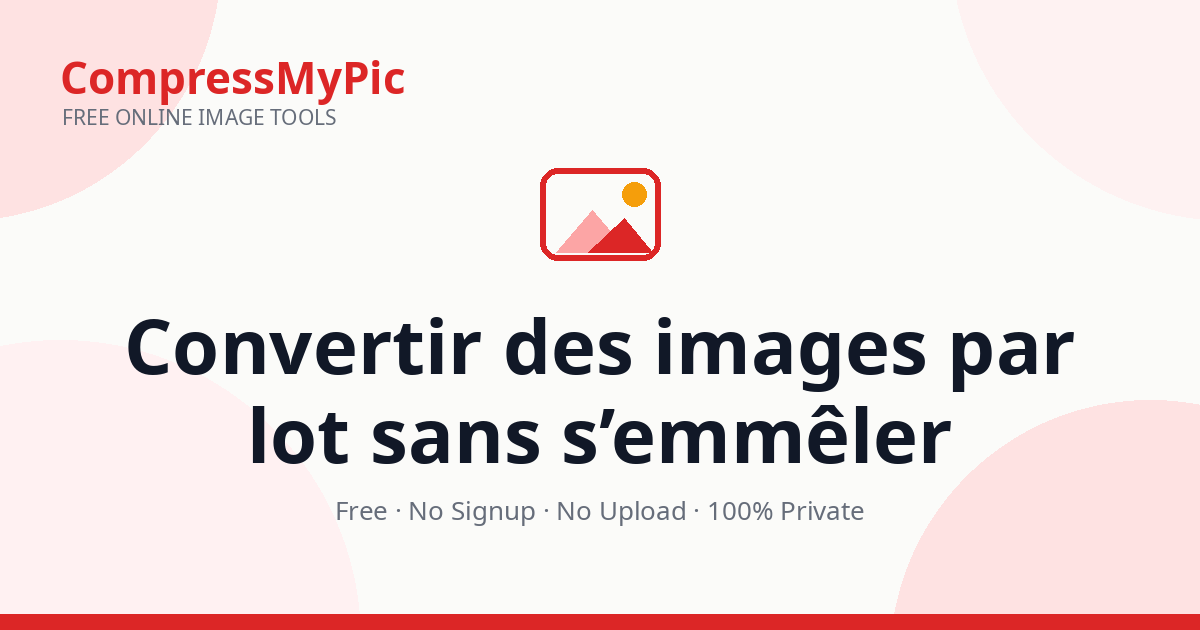 CompressMyPic
FREE ONLINE IMAGE TOOLS
Convertir des images par
lot sans s’emmêler
Free · No Signup · No Upload · 100% Private